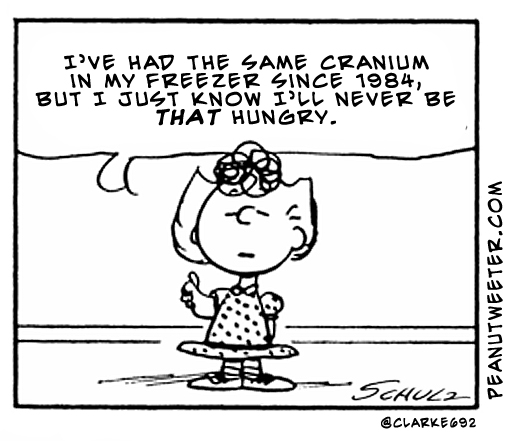 I'VE HAD THE SAME CRANIUM
IN MY FREEZER SINCE 1984,
BUT I JUST KNOW I'LL NEVER BE
THAT HUNGRY.
SCHULZ
PEANUTWEETER.COM
@CLARKE692